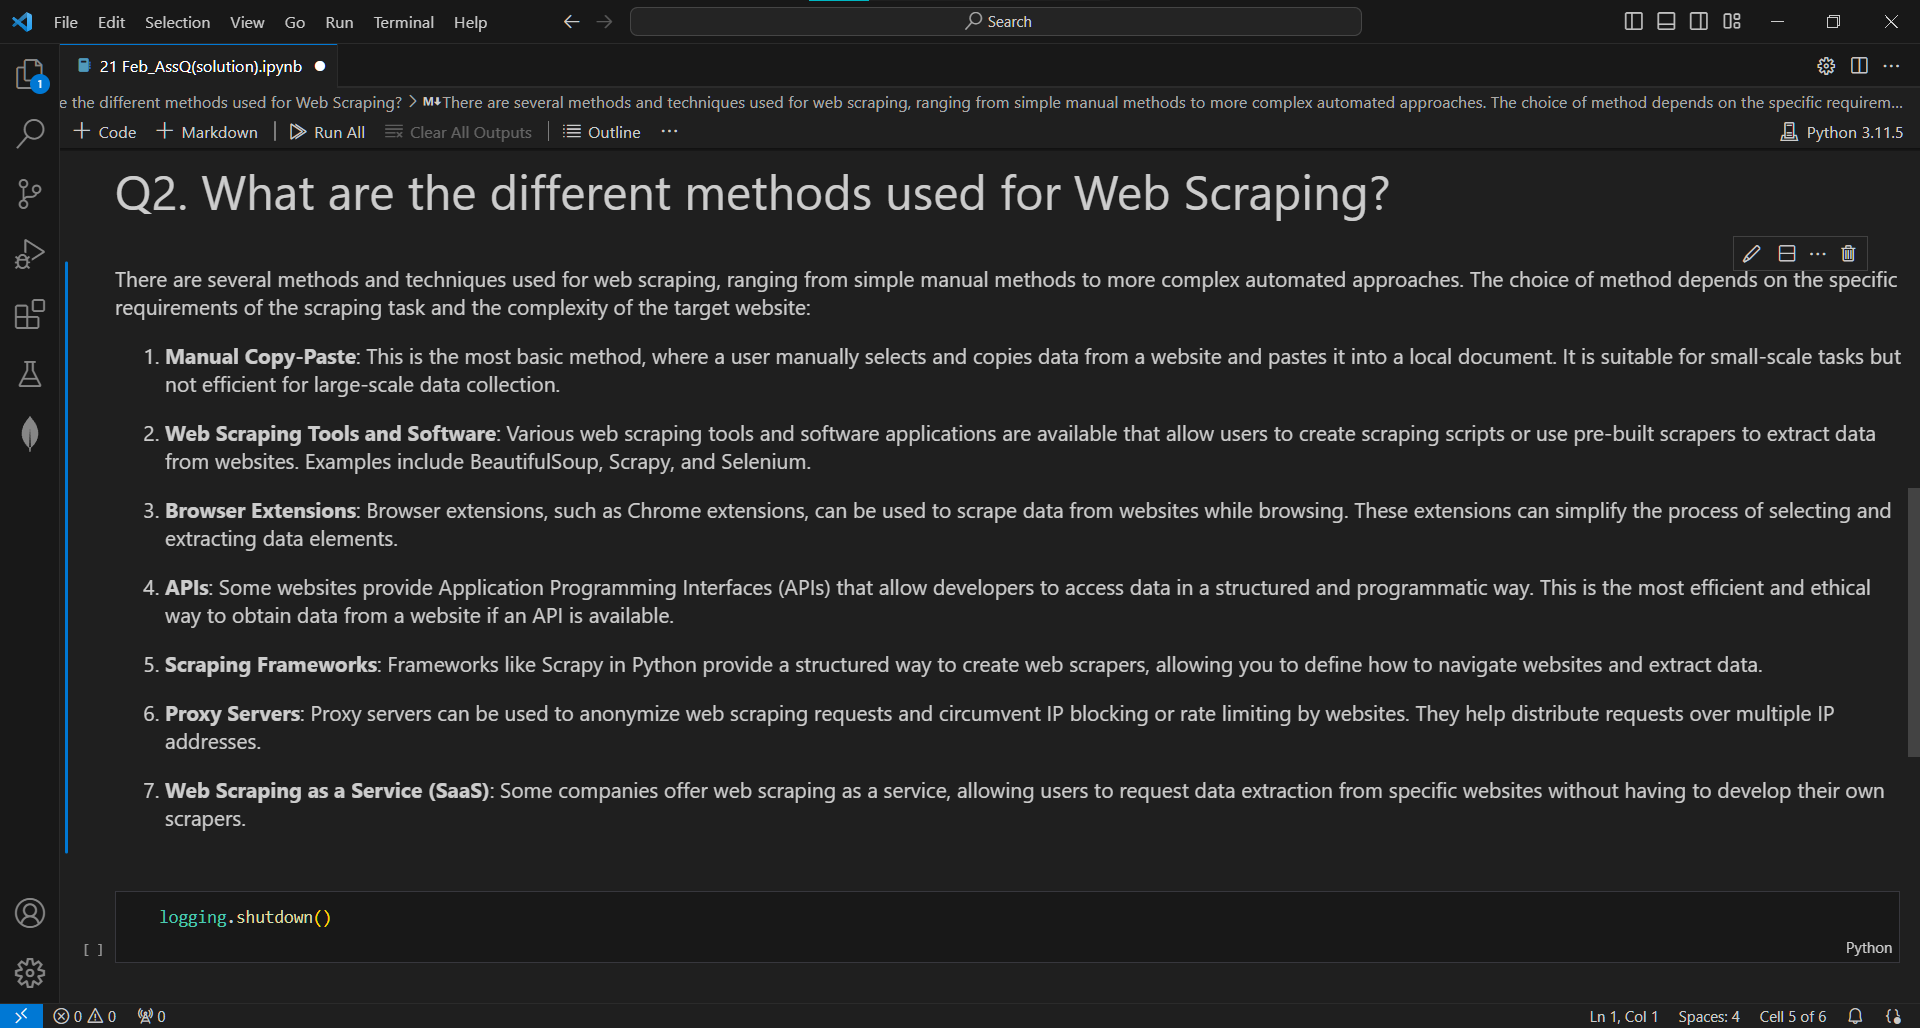 File Edit Selection View Go Run Terminal Help Search
1 21 Feb_AssQ(solution).ipynb
e the different methods used for Web Scraping? There are several methods and techniques used for web scraping, ranging from simple manual methods to more complex automated approaches. The choice of method depends on the specific requirem...
Code Markdown Run All Clear All Outputs Outline ... Python 3.11.5
Q2. What are the different methods used for Web Scraping?
There are several methods and techniques used for web scraping, ranging from simple manual methods to more complex automated approaches. The choice of method depends on the specific
requirements of the scraping task and the complexity of the target website:
1. Manual Copy-Paste: This is the most basic method, where a user manually selects and copies data from a website and pastes it into a local document. It is suitable for small-scale tasks but
not efficient for large-scale data collection.
2. Web Scraping Tools and Software: Various web scraping tools and software applications are available that allow users to create scraping scripts or use pre-built scrapers to extract data
from websites. Examples include BeautifulSoup, Scrapy, and Selenium.
3. Browser Extensions: Browser extensions, such as Chrome extensions, can be used to scrape data from websites while browsing. These extensions can simplify the process of selecting and
extracting data elements.
4. APIs: Some websites provide Application Programming Interfaces (APIs) that allow developers to access data in a structured and programmatic way. This is the most efficient and ethical
way to obtain data from a website if an API is available.
5. Scraping Frameworks: Frameworks like Scrapy in Python provide a structured way to create web scrapers, allowing you to define how to navigate websites and extract data.
6. Proxy Servers: Proxy servers can be used to anonymize web scraping requests and circumvent IP blocking or rate limiting by websites. They help distribute requests over multiple IP
addresses.
7. Web Scraping as a Service (SaaS): Some companies offer web scraping as a service, allowing users to request data extraction from specific websites without having to develop their own
scrapers.
logging.shutdown()
[ ] Python
0 0 0 Ln 1, Col 1 Spaces: 4 Cell 5 of 6